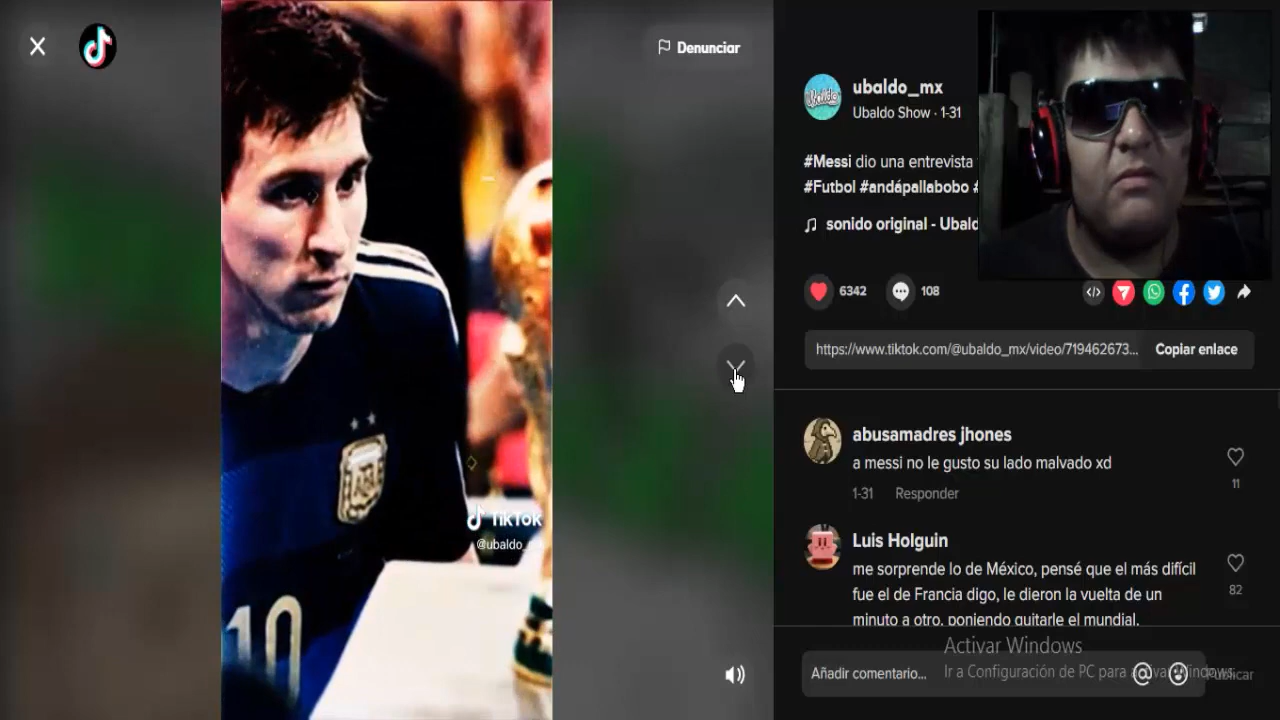 Denunciar
ubaldo_mx
Ubaldo Show · 1-31
#Messi dio una entrevista
#Futbol #andápallabobo #
sonido original - Ubald
6342
108
https://www.tiktok.com/@ubaldo_mx/video/719462673...
Copiar enlace
abusamadres jhones
a messi no le gusto su lado malvado xd
11
1-31 Responder
Luis Holguin
me sorprende lo de México, pensé que el más difícil
fue el de Francia digo, le dieron la vuelta de un
minuto a otro, poniendo quitarle el mundial.
82
Activar Windows
Ir a Configuración de PC para activar Windows.
Añadir comentario...
Publicar
AFA
10
TikTok
@ubaldo_